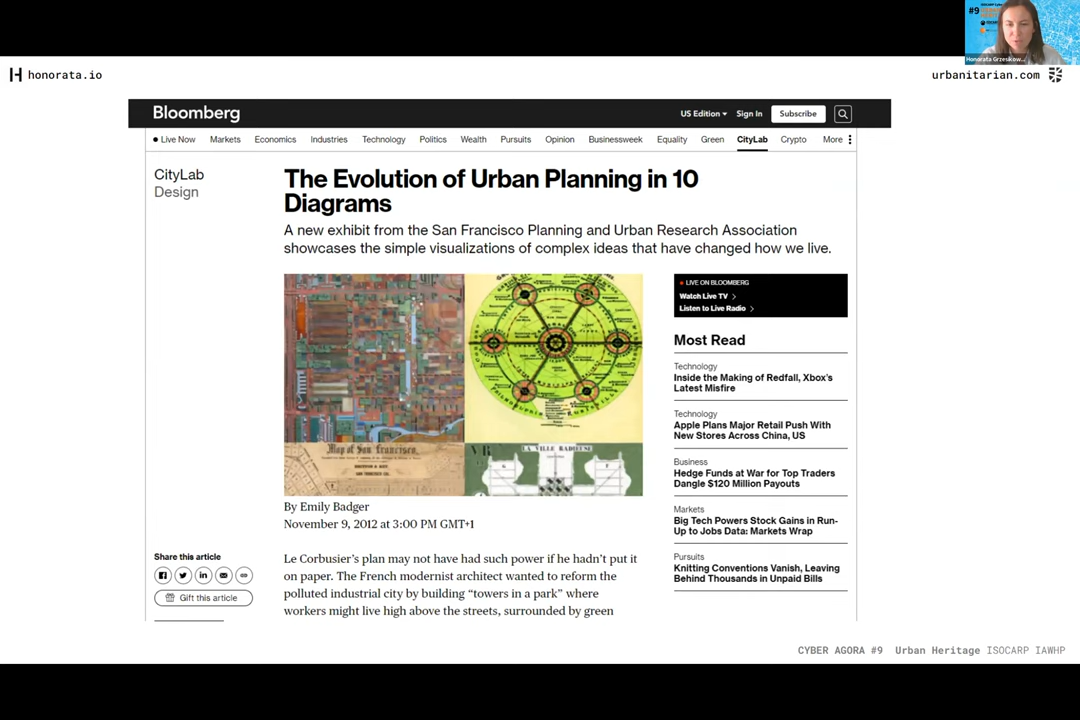 #9
Honorata Grzeskow...
honorata.io
urbanitarian.com
Bloomberg
US Edition
Sign In
Subscribe
Live Now
Markets
Economics
Industries
Technology
Politics
Wealth
Pursuits
Opinion
Businessweek
Equality
Green
CityLab
Crypto
More
CityLab
Design
The Evolution of Urban Planning in 10
Diagrams
A new exhibit from the San Francisco Planning and Urban Research Association
showcases the simple visualizations of complex ideas that have changed how we live.
Map of San Francisco,
LA VILLE RADIEUSE
LIVE ON BLOOMBERG
Watch Live TV
Listen to Live Radio
Most Read
Technology
Inside the Making of Redfall, Xbox's
Latest Misfire
Technology
Apple Plans Major Retail Push With
New Stores Across China, US
Business
Hedge Funds at War for Top Traders
Dangle $120 Million Payouts
Markets
Big Tech Powers Stock Gains in Run-
Up to Jobs Data: Markets Wrap
Pursuits
Knitting Conventions Vanish, Leaving
Behind Thousands in Unpaid Bills
By Emily Badger
November 9, 2012 at 3:00 PM GMT+1
Share this article
Gift this article
Le Corbusier's plan may not have had such power if he hadn't put it
on paper. The French modernist architect wanted to reform the
polluted industrial city by building “towers in a park” where
workers might live high above the streets, surrounded by green
CYBER AGORA #9 Urban Heritage ISOCARP IAWHP